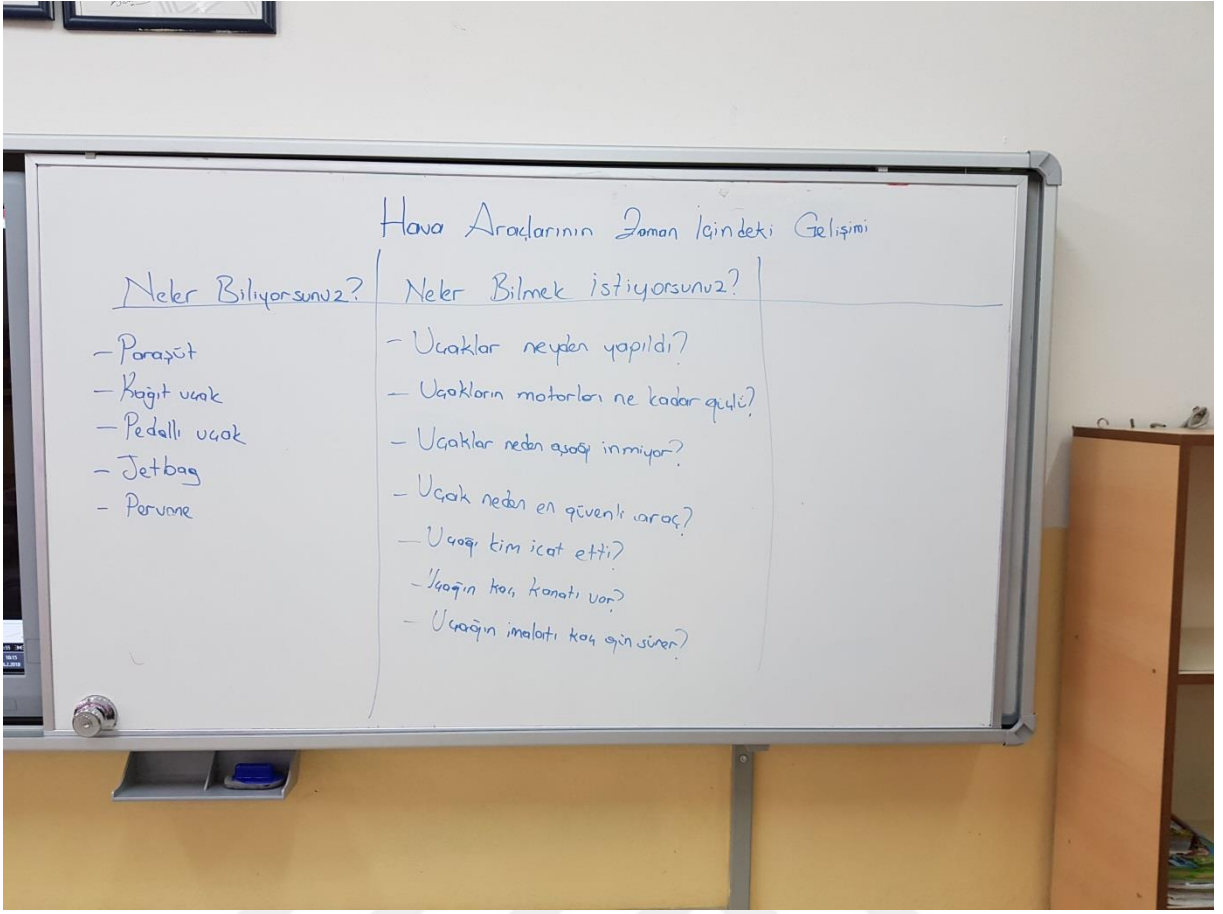 Hava Araçlarının Zaman İçindeki Gelişimi
Neler Biliyorsunuz?
- Paraşüt
- Kağıt uçak
- Pedallı uçak
- Jetbag
- Pervane
Neler Bilmek istiyorsunuz?
- Uçaklar neyden yapıldı?
- Uçakların motorları ne kadar güçlü?
- Uçaklar neden aşağı inmiyor?
- Uçak neden en güvenli araç?
- Uçağı kim icat etti?
- Uçağın kaç kanatı var?
- Uçağın imalatı kaç gün sürer?